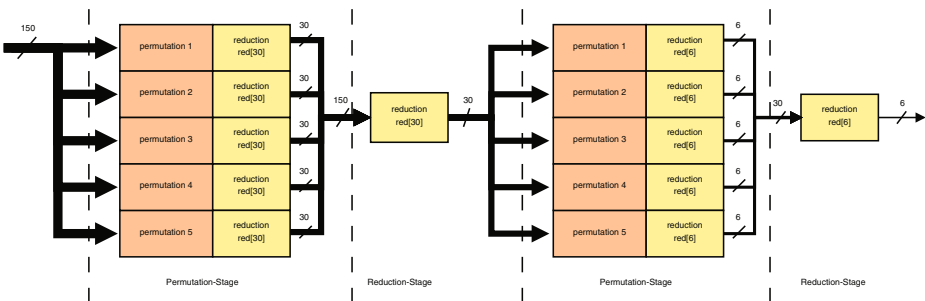 150
permutation 1
reduction
red[30]
30
permutation 2
reduction
red[30]
30
permutation 3
reduction
red[30]
30
permutation 4
reduction
red[30]
30
permutation 5
reduction
red[30]
30
150
reduction
red[30]
30
permutation 1
reduction
red[6]
6
permutation 2
reduction
red[6]
6
permutation 3
reduction
red[6]
6
permutation 4
reduction
red[6]
6
permutation 5
reduction
red[6]
6
30
reduction
red[6]
6
Permutation-Stage
Reduction-Stage
Permutation-Stage
Reduction-Stage